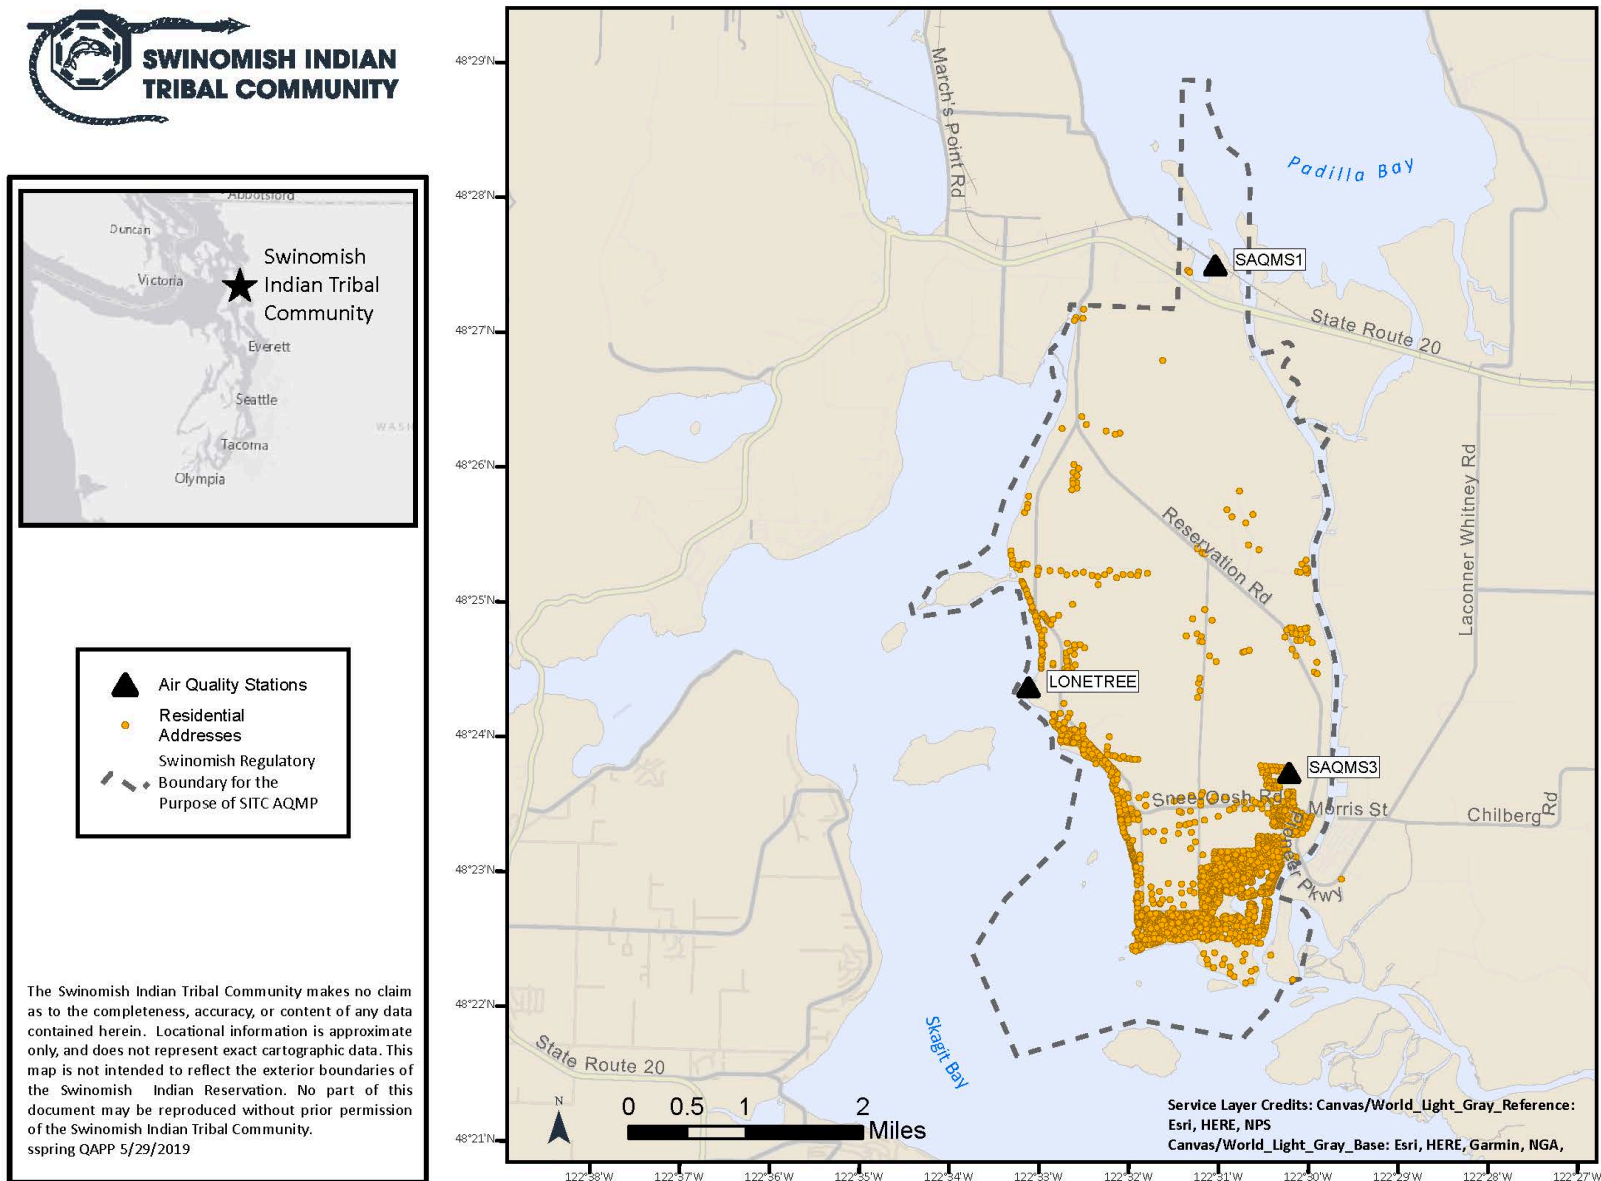 SWINOMISH INDIAN
TRIBAL COMMUNITY
Abbotsford
Duncan
Victoria
Swinomish
Indian Tribal
Community
Everett
Seattle
WASH
Tacoma
Olympia
Air Quality Stations
Residential
Addresses
Swinomish Regulatory
Boundary for the
Purpose of SITC AQMP
The Swinomish Indian Tribal Community makes no claim
as to the completeness, accuracy, or content of any data
contained herein. Locational information is approximate
only, and does not represent exact cartographic data. This
map is not intended to reflect the exterior boundaries of
the Swinomish Indian Reservation. No part of this
document may be reproduced without prior permission
of the Swinomish Indian Tribal Community.
sspring QAPP 5/29/2019
48°29'N
48°28'N
48°27'N
48°26'N
48°25'N
48°24'N
48°23'N
48°22'N
48°21'N
March's Point Rd
Padilla Bay
SAQMS1
State Route 20
Laconner Whitney Rd
Reservation Rd
LONETREE
SAQMS3
Snee-Oosh Rd
Morris St
Chilberg Rd
Pioneer Pkwy
Skagit Bay
State Route 20
N
0 0.5 1 2
Miles
Service Layer Credits: Canvas/World_Light_Gray_Reference:
Esri, HERE, NPS
Canvas/World_Light_Gray_Base: Esri, HERE, Garmin, NGA,
122°38'W 122°37'W 122°36'W 122°35'W 122°34'W 122°33'W 122°32'W 122°31'W 122°30'W 122°29'W 122°28'W 122°27'W